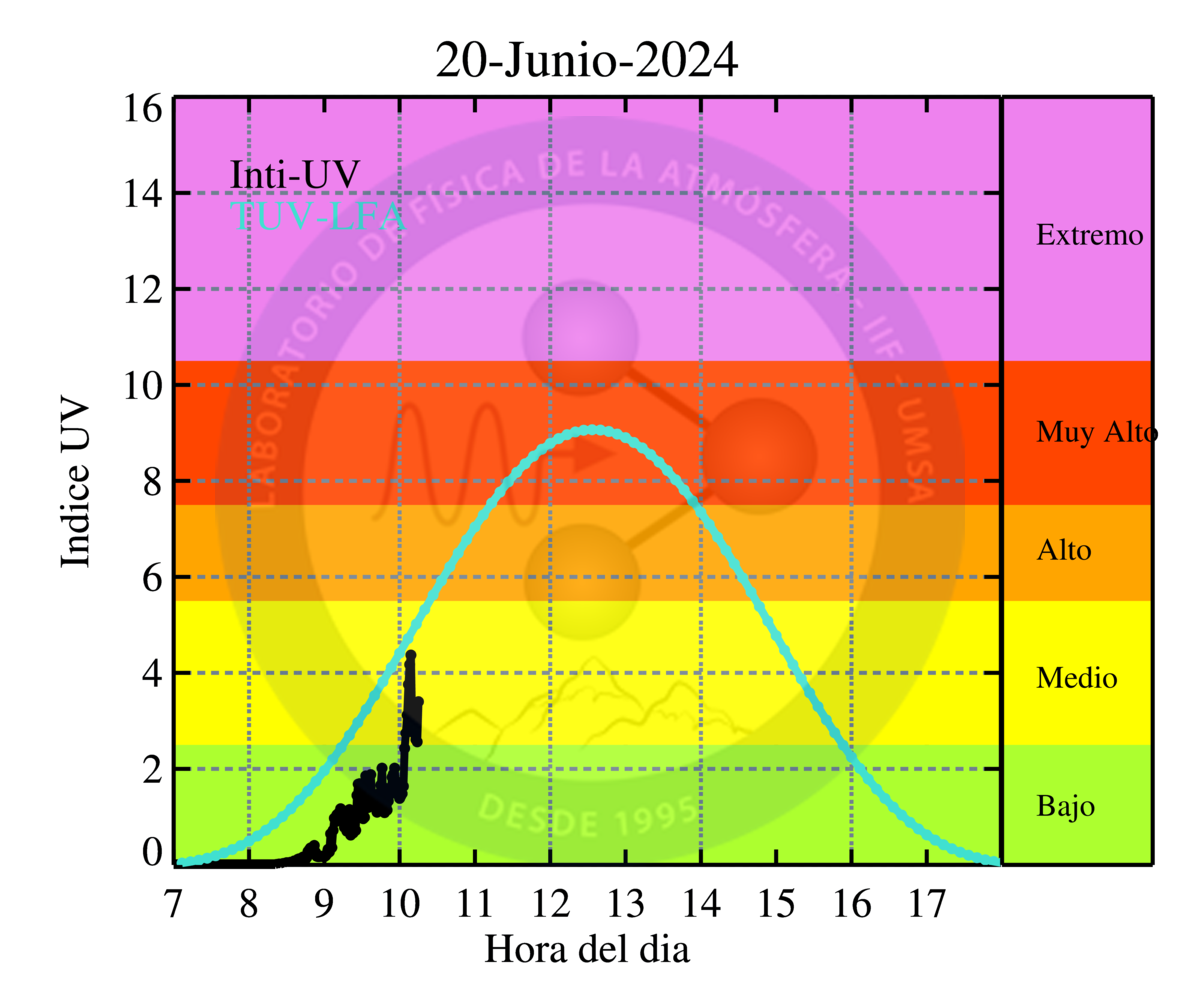 20-Junio-2024
Inti-UV
TUV-LFA
LABORATORIO DE FÍSICA DE LA ATMÓSFERA - IIF - UMSA
DESDE 1995
16
14
12
10
8
6
4
2
0
Indice UV
Extremo
Muy Alto
Alto
Medio
Bajo
7 8 9 10 11 12 13 14 15 16 17
Hora del dia